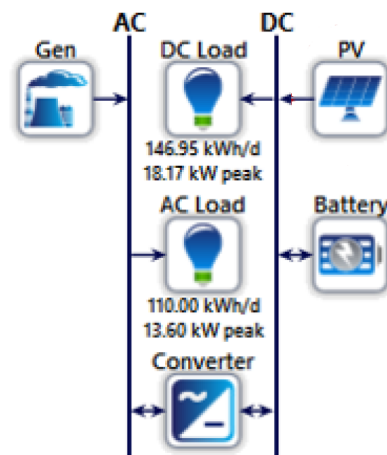 AC DC
Gen DC Load PV
146.95 kWh/d
18.17 kW peak
AC Load Battery
110.00 kWh/d
13.60 kW peak
Converter